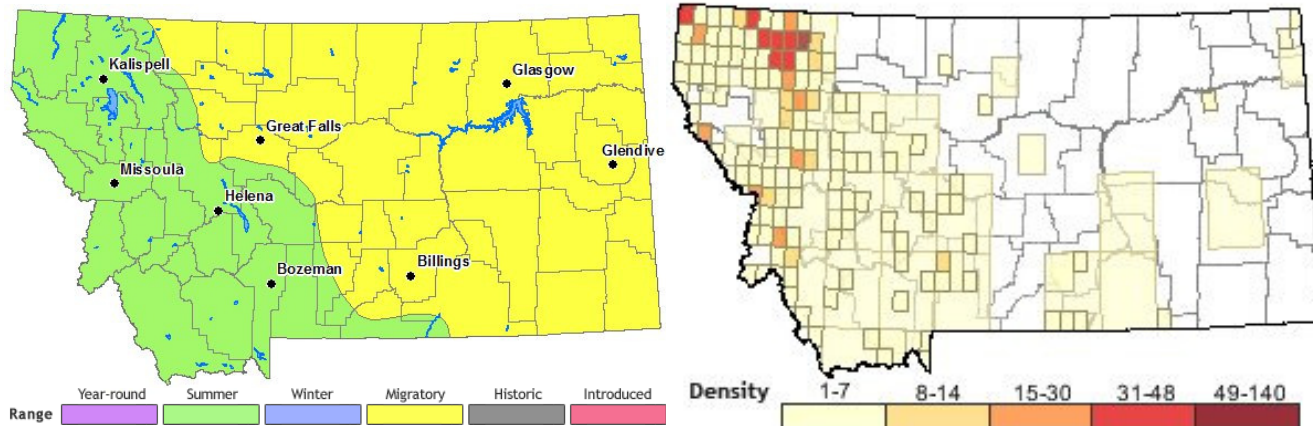 Kalispell
Glasgow
Great Falls
Glendive
Missoula
Helena
Bozeman
Billings
Year-round Summer Winter Migratory Historic Introduced
Range
Density 1-7 8-14 15-30 31-48 49-140